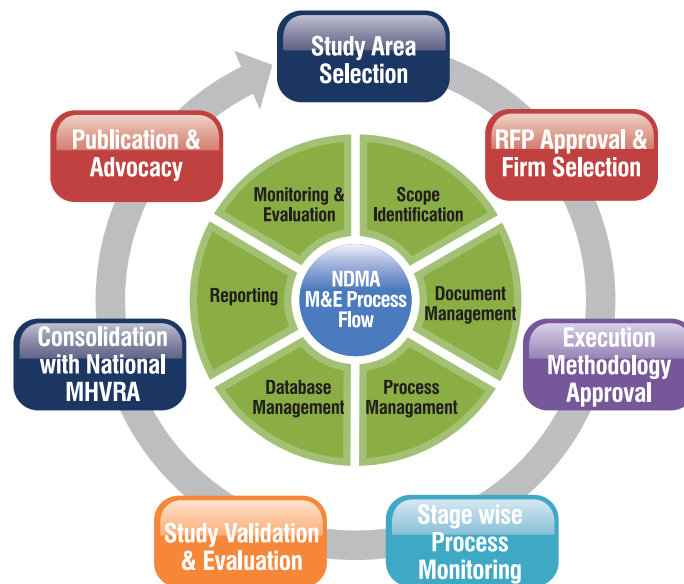 Study Area
Selection
RFP Approval &
Firm Selection
Execution
Methodology
Approval
Stage wise
Process
Monitoring
Study Validation
& Evaluation
Consolidation
with National
MHVRA
Publication &
Advocacy
Scope
Identification
Document
Management
Process
Managament
Database
Management
Reporting
Monitoring &
Evaluation
NDMA
M&E Process
Flow